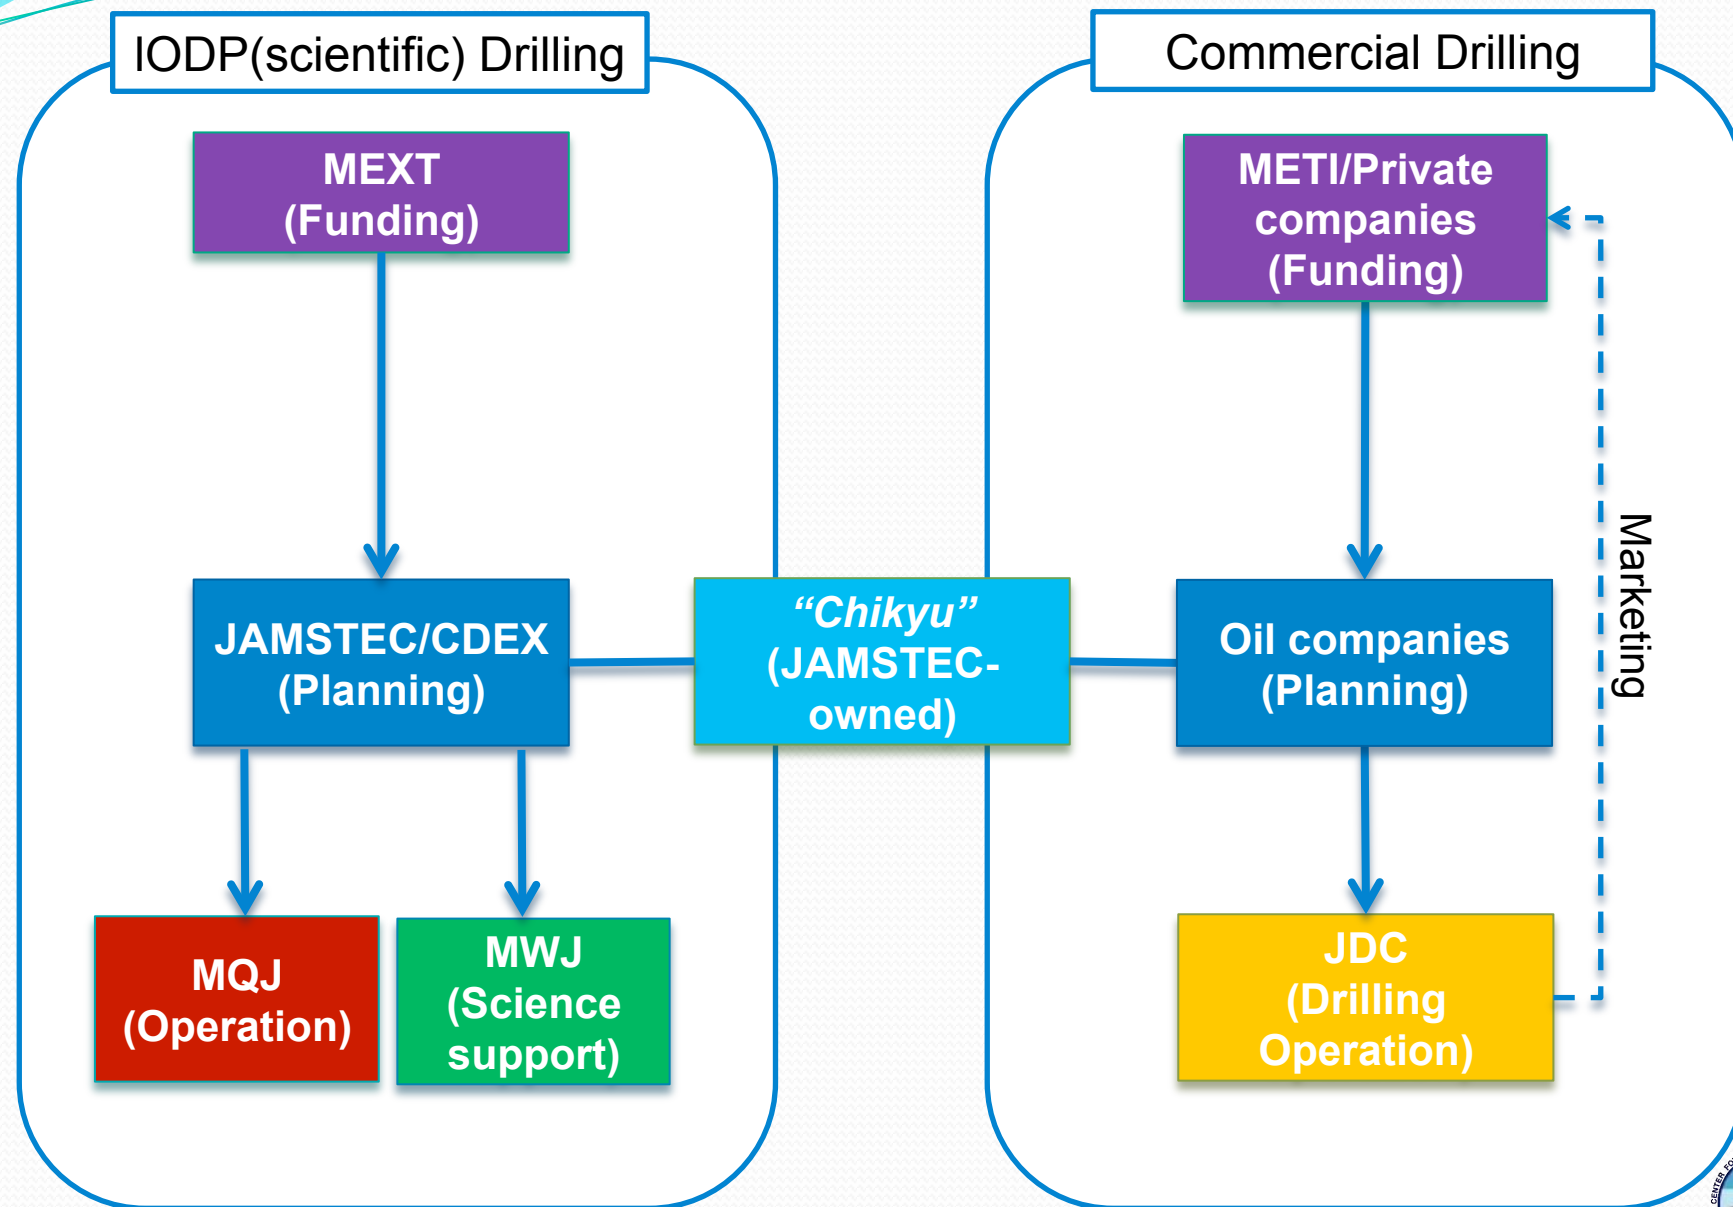 IODP(scientific) Drilling
MEXT
(Funding)
JAMSTEC/CDEX
(Planning)
MQJ
(Operation)
MWJ
(Science
support)
“Chikyu”
(JAMSTEC-
owned)
Commercial Drilling
METI/Private
companies
(Funding)
Oil companies
(Planning)
JDC
(Drilling
Operation)
Marketing
CENTER